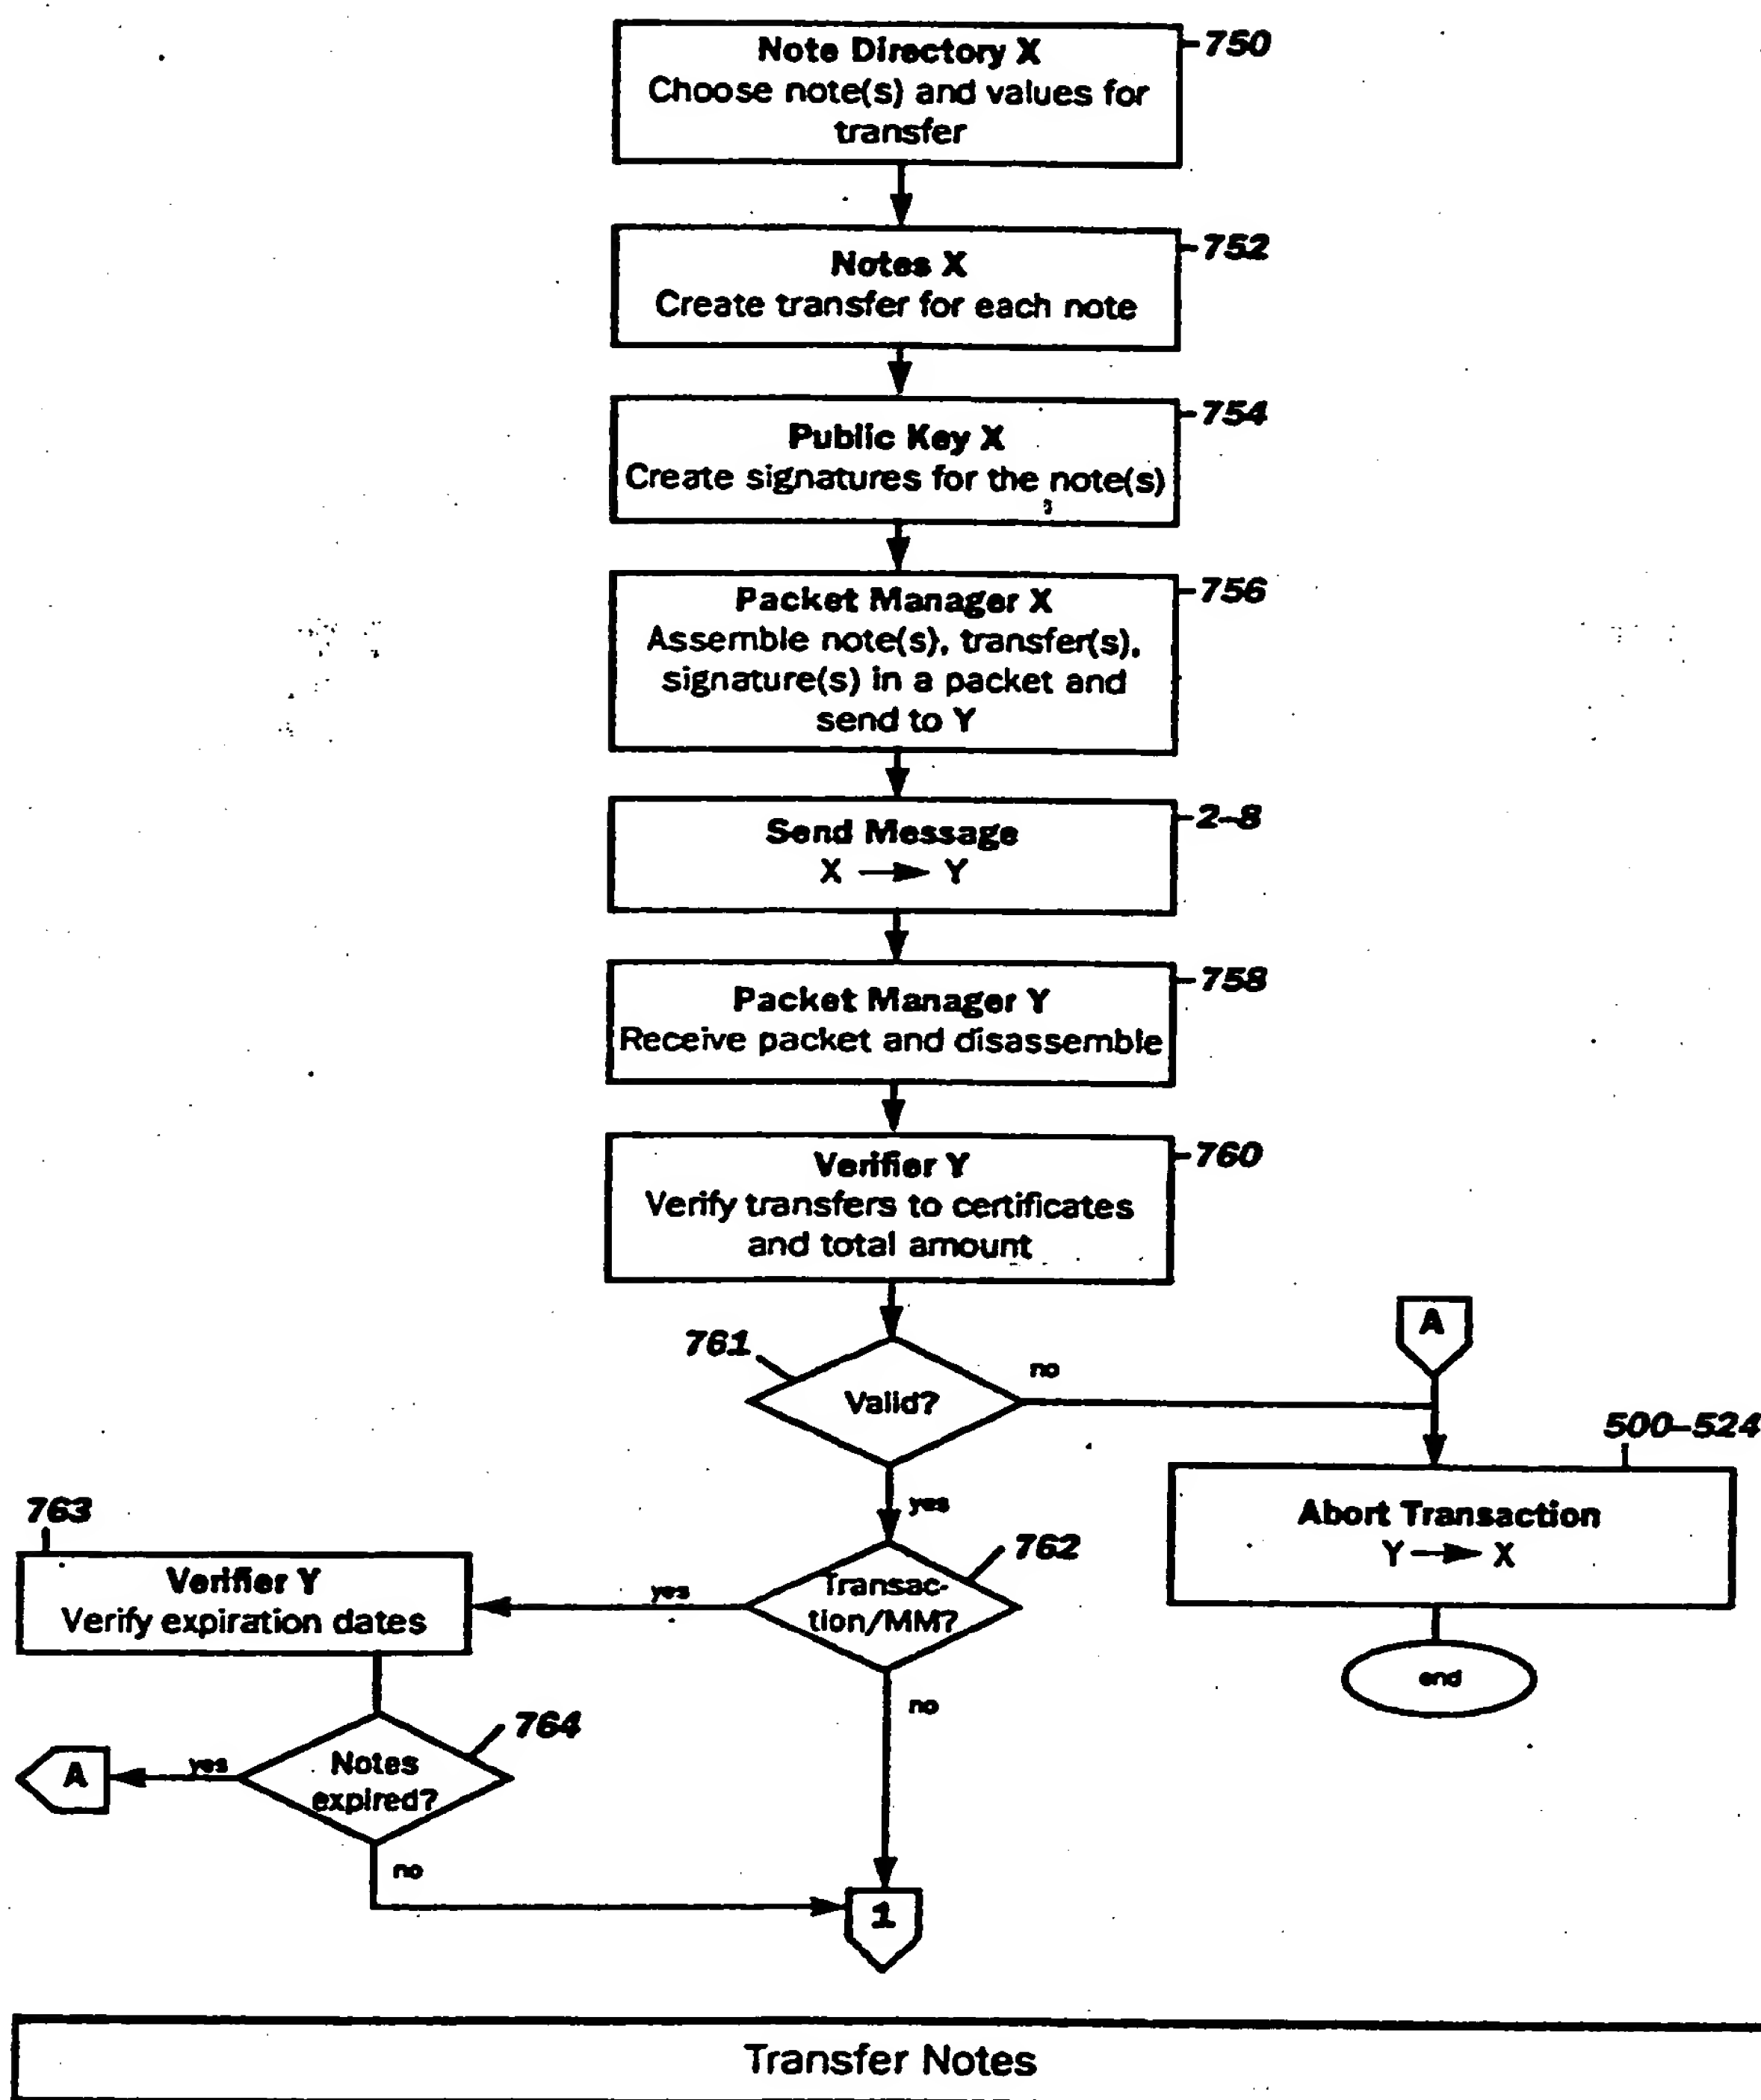 Note Directory X
Choose note(s) and values for
transfer
750
Notes X
Create transfer for each note
752
Public Key X
Create signatures for the note(s)
754
Packet Manager X
Assemble note(s), transfer(s),
signature(s) in a packet and
send to Y
756
Send Message
X → Y
2–8
Packet Manager Y
Receive packet and disassemble
758
Verifier Y
Verify transfers to certificates
and total amount
760
761
Valid?
no
A
500–524
Abort Transaction
Y → X
end
yes
762
Transac-
tion/MM?
yes
no
763
Verifier Y
Verify expiration dates
764
Notes
expired?
yes
A
no
1
Transfer Notes